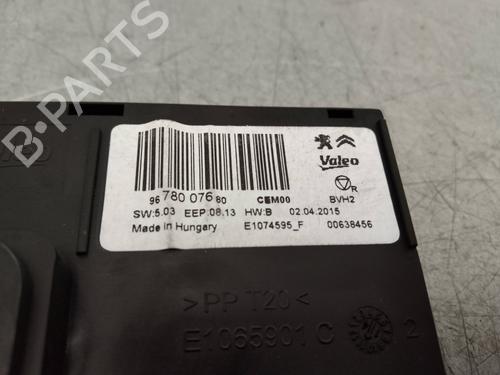 B-PARTS
Valeo
96 780 076 80 CEM00 R
SW:5.03 EEP:08.13 HW:B 02.04.2015 BVH2
Made in Hungary E1074595_F 00638456
>PP T20<
E1065901 C 2